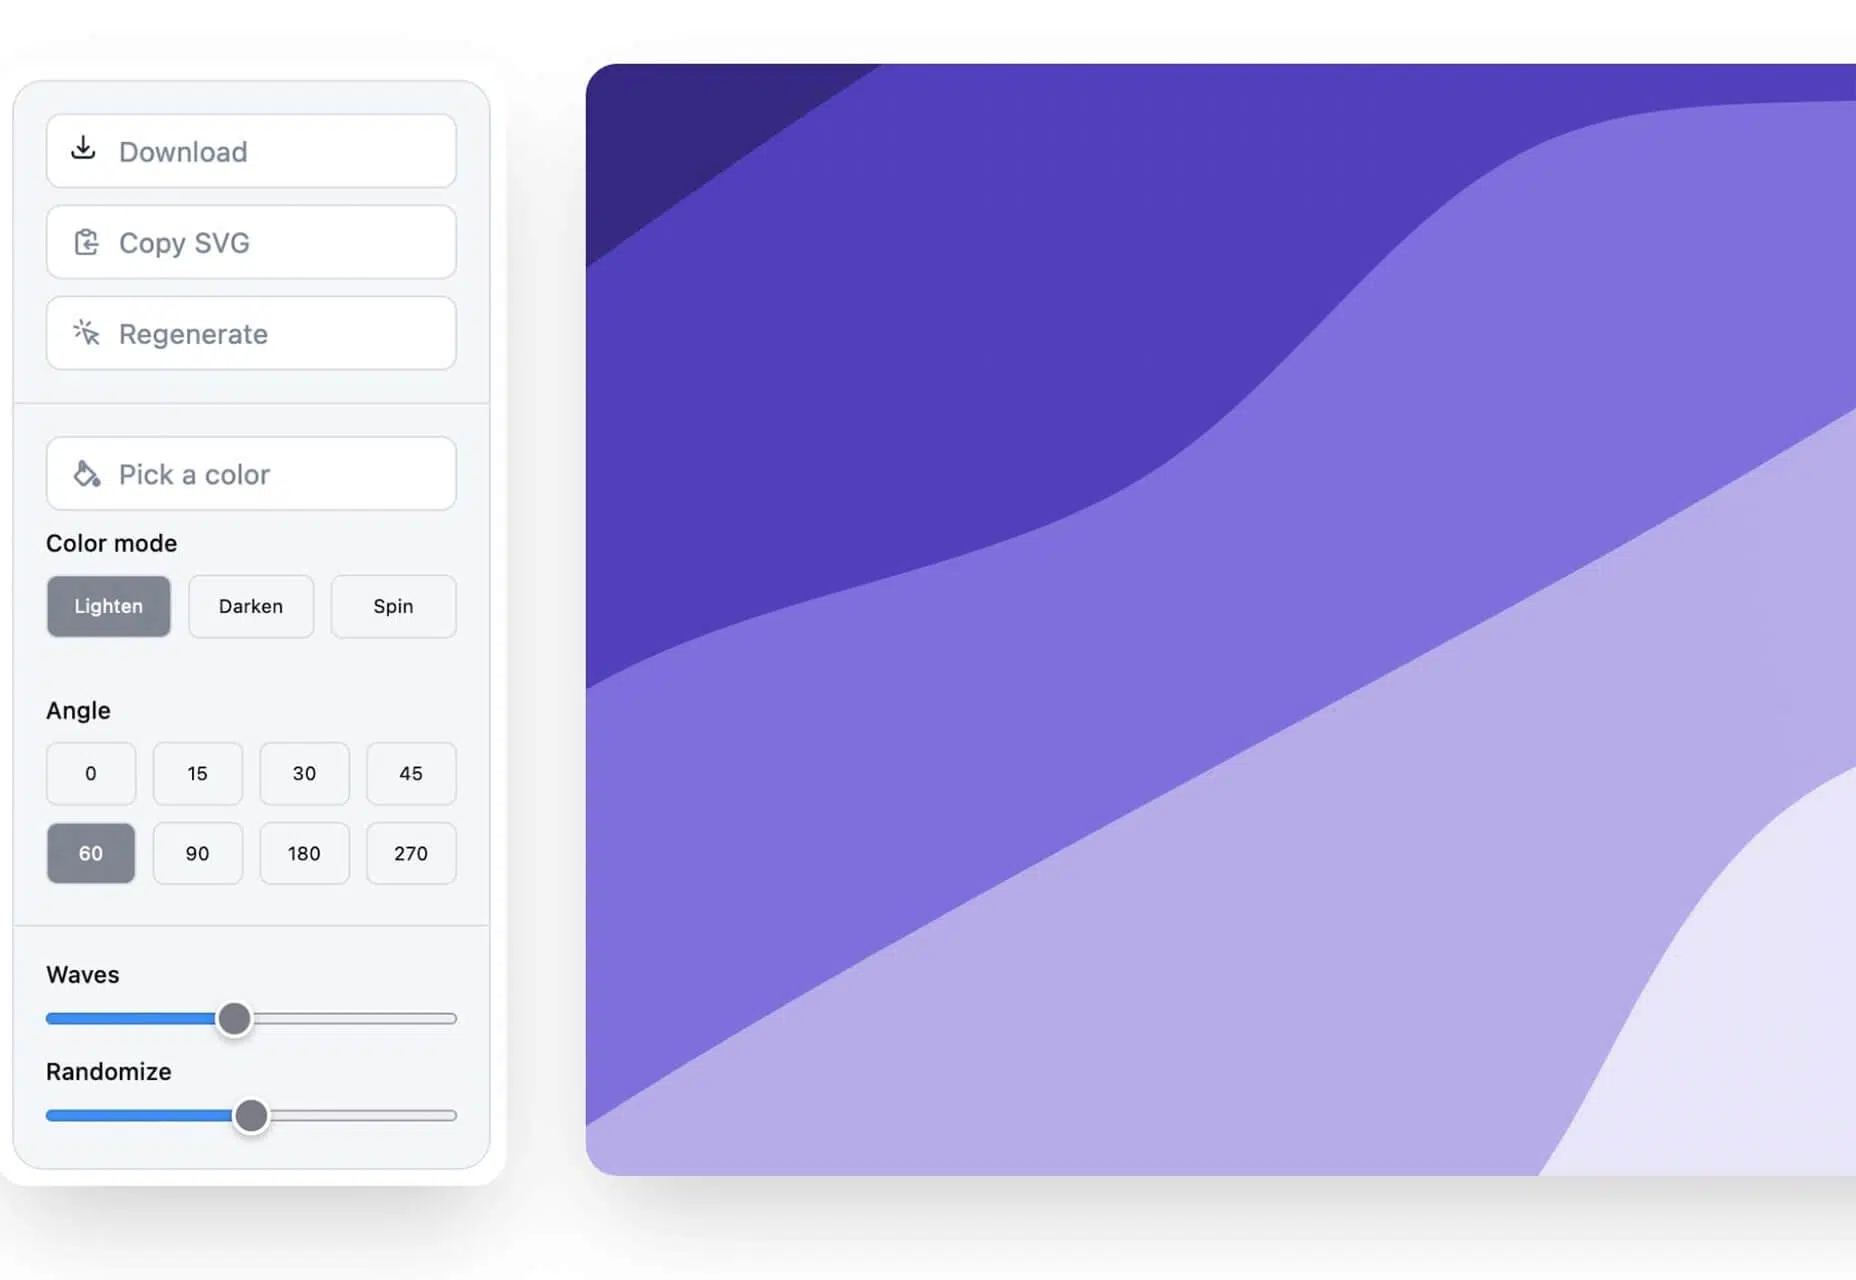 Download
Copy SVG
Regenerate
Pick a color
Color mode
Lighten Darken Spin
Angle
0 15 30 45
60 90 180 270
Waves
Randomize